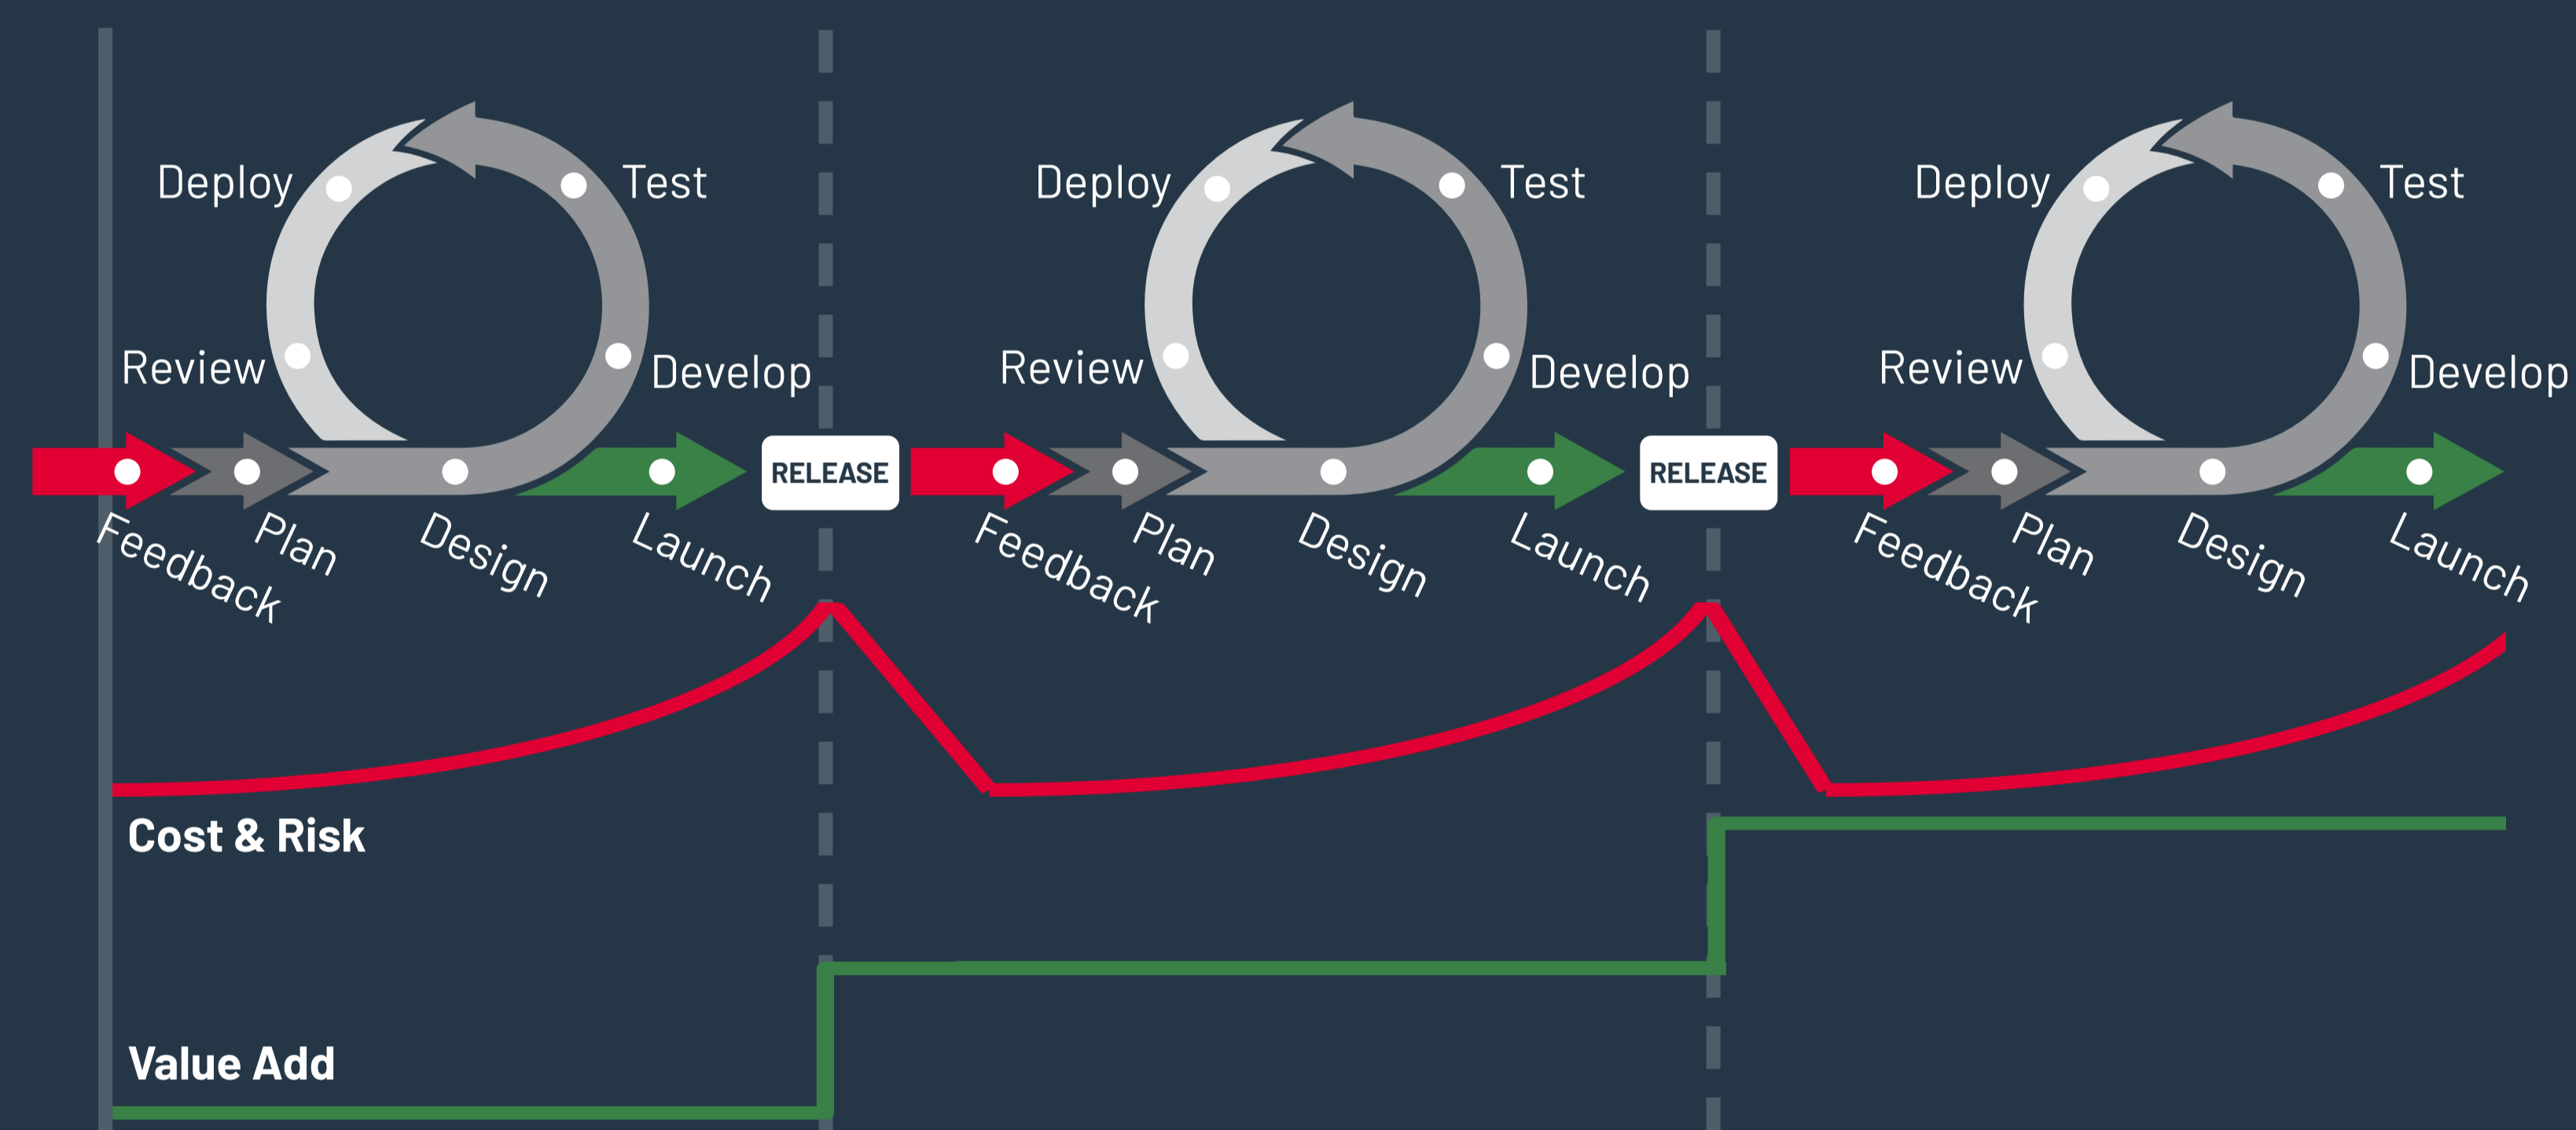 Deploy
Test
Deploy
Test
Deploy
Test
Review
Develop
Review
Develop
Review
Develop
RELEASE
RELEASE
Feedback
Plan
Design
Launch
Feedback
Plan
Design
Launch
Feedback
Plan
Design
Launch
Cost & Risk
Value Add